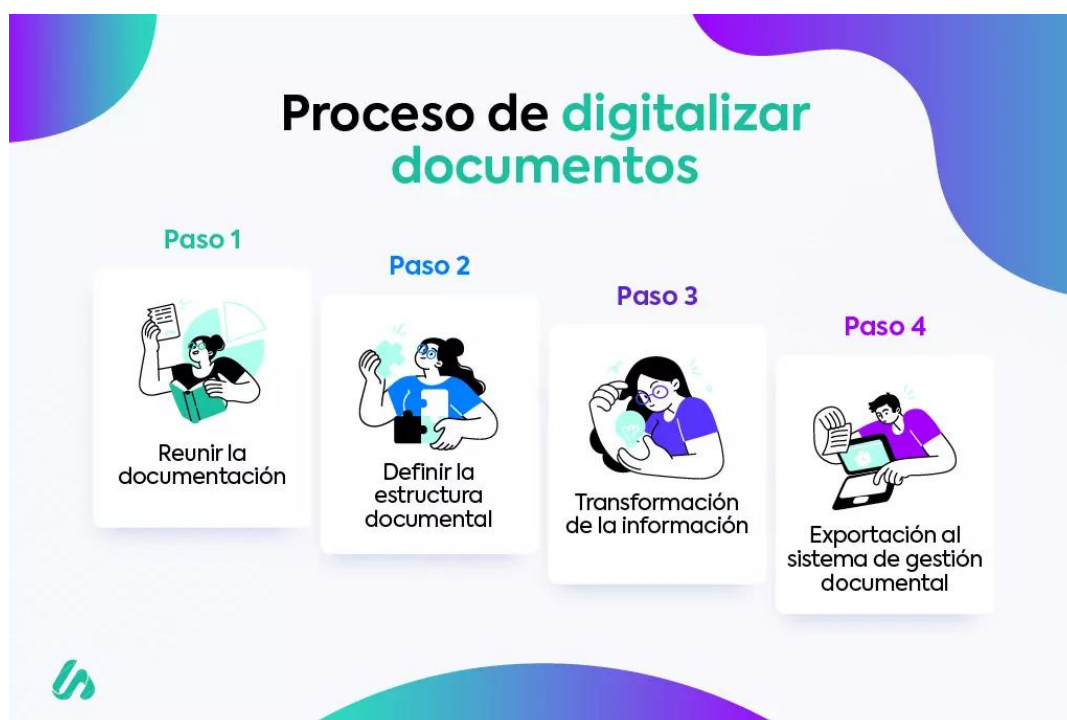 Proceso de digitalizar
documentos
Paso 1
Reunir la
documentación
Paso 2
Definir la
estructura
documental
Paso 3
Transformación
de la información
Paso 4
Exportación al
sistema de gestión
documental